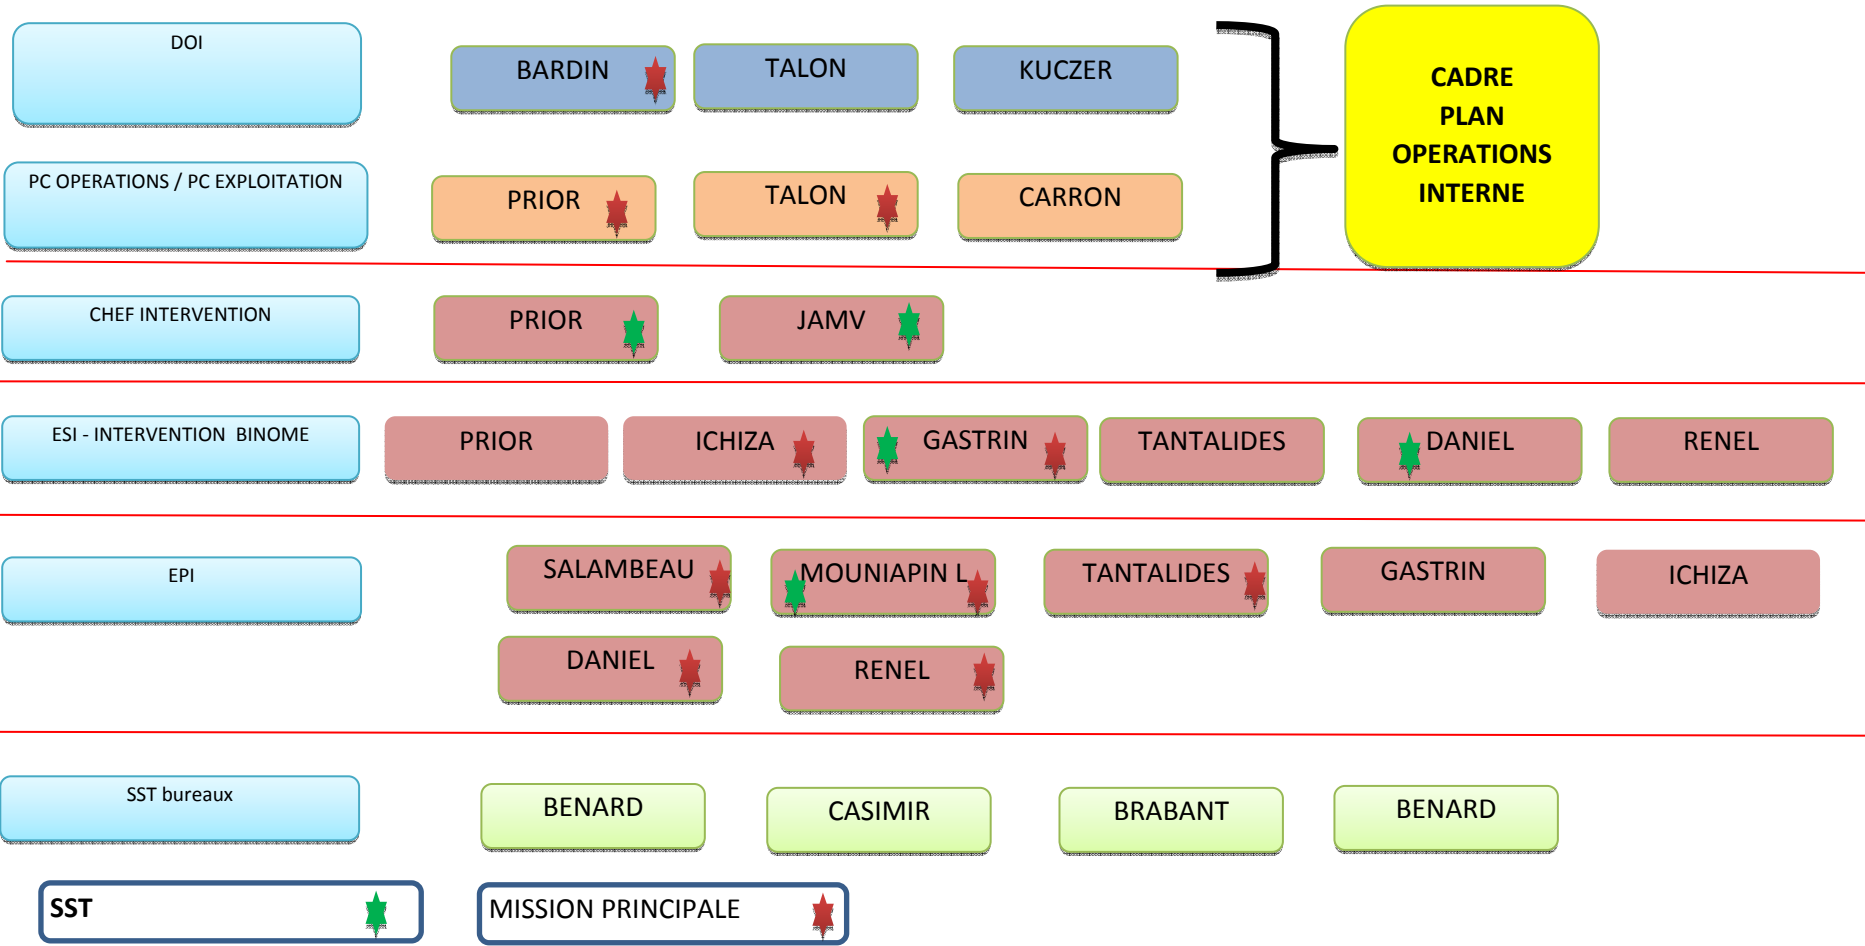 DOI
BARDIN
TALON
KUCZER
CADRE
PLAN
OPERATIONS
INTERNE
PC OPERATIONS / PC EXPLOITATION
PRIOR
TALON
CARRON
CHEF INTERVENTION
PRIOR
JAMV
ESI - INTERVENTION BINOME
PRIOR
ICHIZA
GASTRIN
TANTALIDES
DANIEL
RENEL
EPI
SALAMBEAU
MOUNIAPIN L
TANTALIDES
GASTRIN
ICHIZA
DANIEL
RENEL
SST bureaux
BENARD
CASIMIR
BRABANT
BENARD
SST
MISSION PRINCIPALE